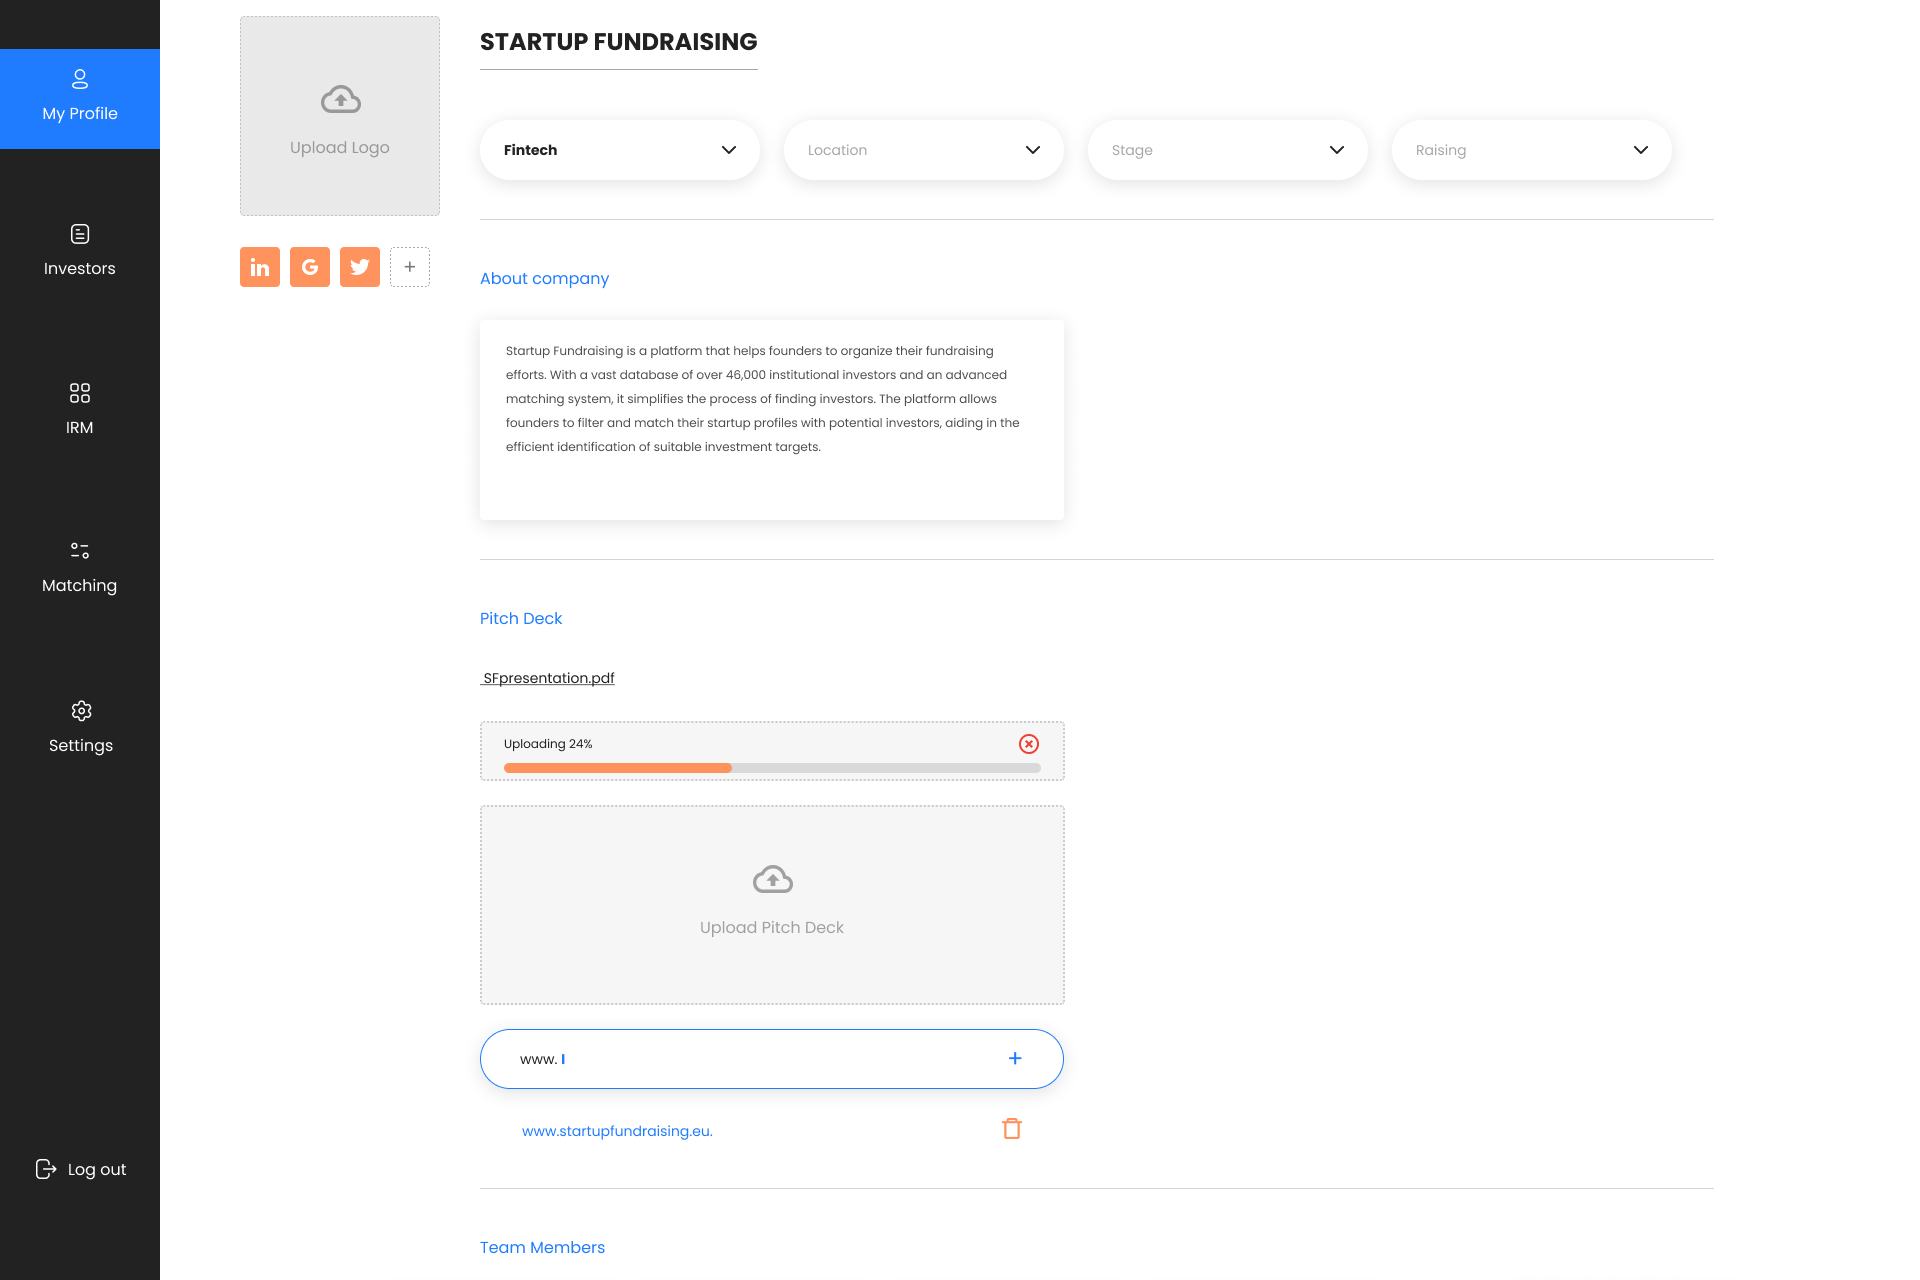 My Profile
Investors
IRM
Matching
Settings
Log out
Upload Logo
STARTUP FUNDRAISING
Fintech
Location
Stage
Raising
About company
Startup Fundraising is a platform that helps founders to organize their fundraising
efforts. With a vast database of over 46,000 institutional investors and an advanced
matching system, it simplifies the process of finding investors. The platform allows
founders to filter and match their startup profiles with potential investors, aiding in the
efficient identification of suitable investment targets.
Pitch Deck
SFpresentation.pdf
Uploading 24%
Upload Pitch Deck
www.
www.startupfundraising.eu.
Team Members